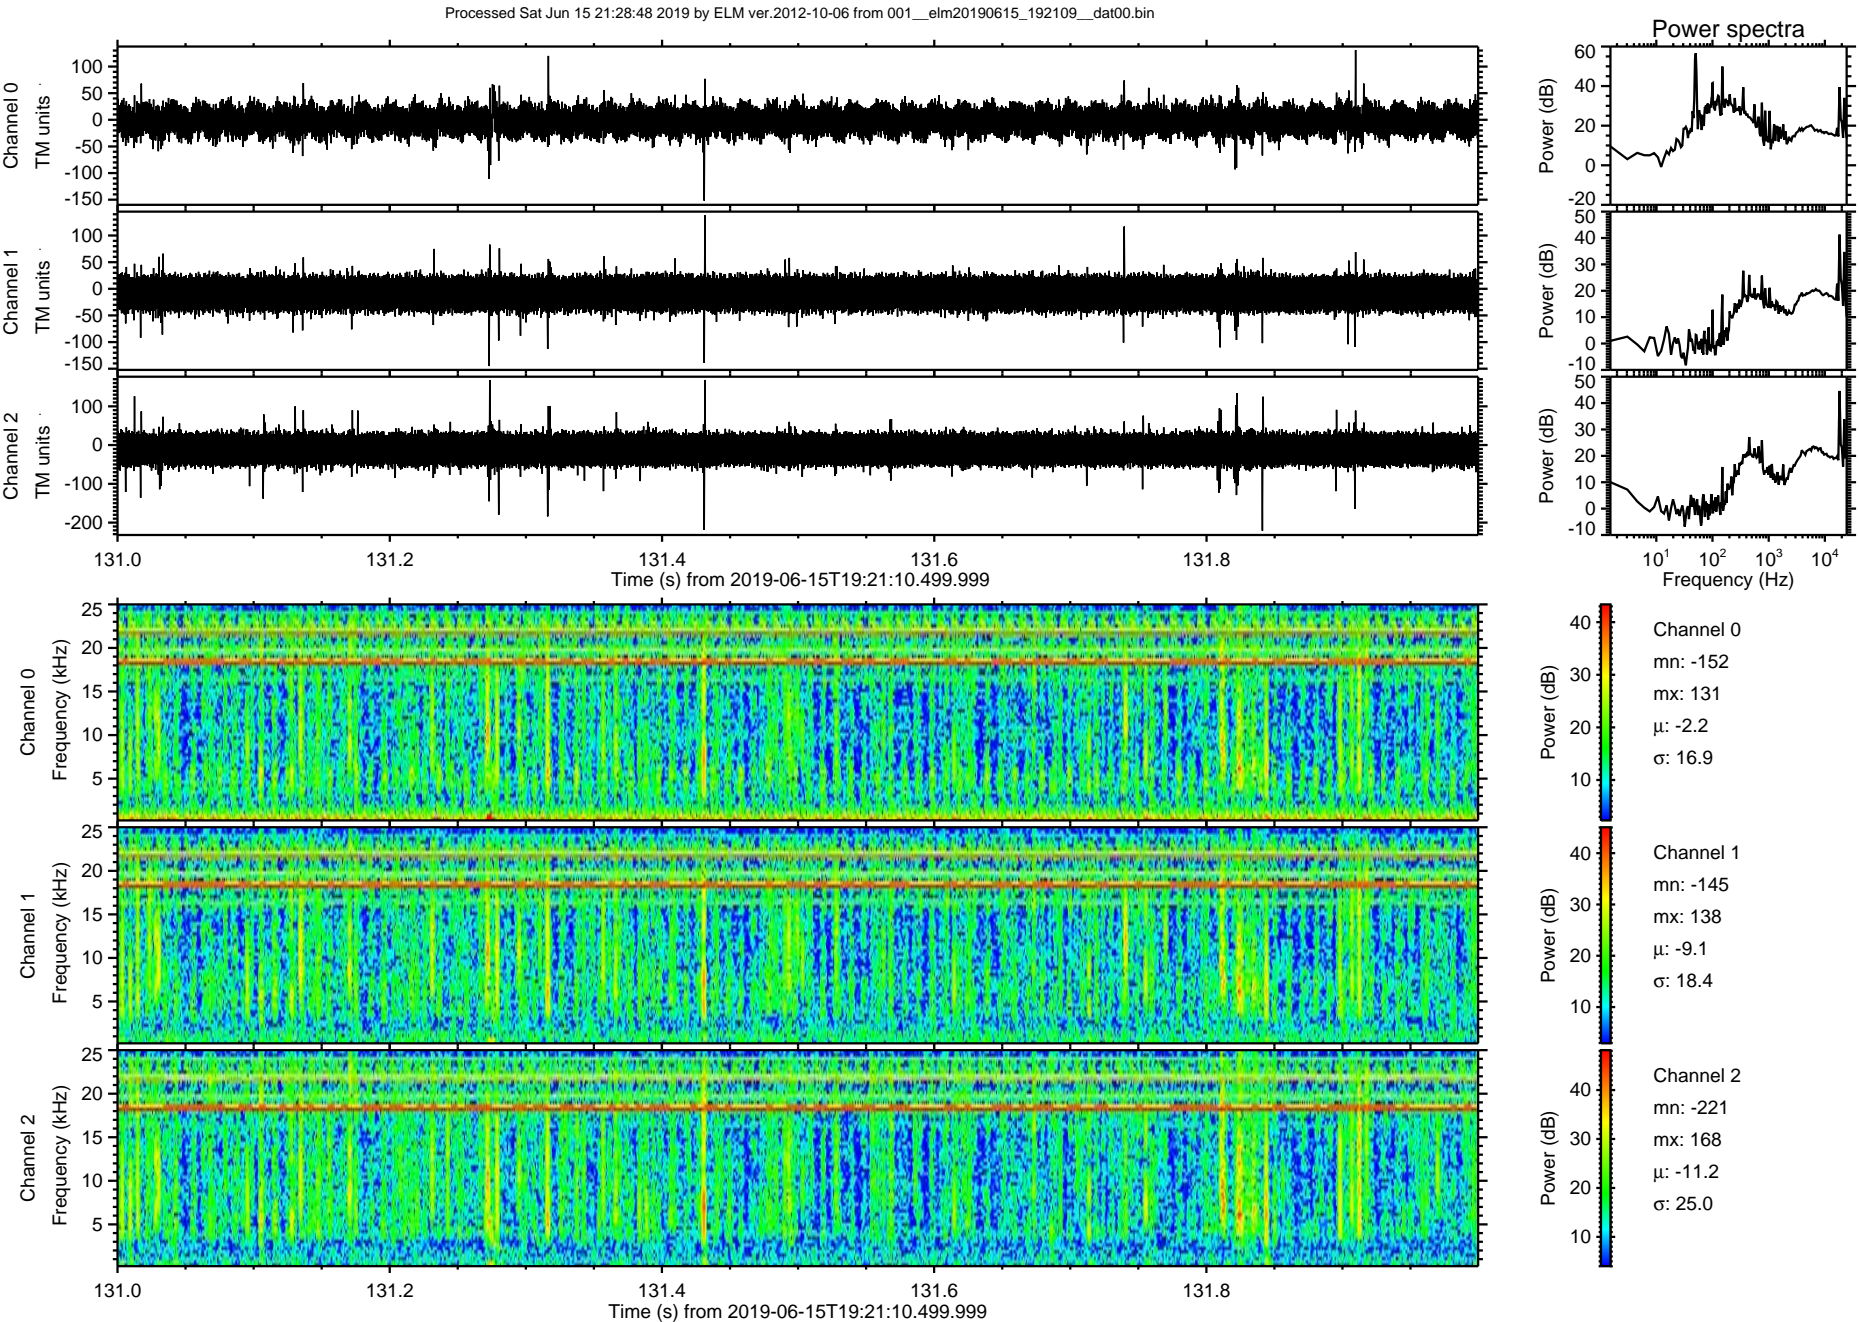 Processed Sat Jun 15 21:28:48 2019 by ELM ver.2012-10-06 from 001__elm20190615_192109__dat00.bin
Power spectra
Channel 0
TM units
100
50
0
-50
-100
-150
Power (dB)
60
40
20
0
-20
Channel 1
TM units
100
50
0
-50
-100
-150
Power (dB)
50
40
30
20
10
0
-10
Channel 2
TM units
100
0
-100
-200
Power (dB)
50
40
30
20
10
0
-10
131.0 131.2 131.4 131.6 131.8
Time (s) from 2019-06-15T19:21:10.499.999
10¹ 10² 10³ 10⁴
Frequency (Hz)
Channel 0
Frequency (kHz)
25
20
15
10
5
Power (dB)
40
30
20
10
Channel 0
mn: -152
mx: 131
μ: -2.2
σ: 16.9
Channel 1
Frequency (kHz)
25
20
15
10
5
Power (dB)
40
30
20
10
Channel 1
mn: -145
mx: 138
μ: -9.1
σ: 18.4
Channel 2
Frequency (kHz)
25
20
15
10
5
Power (dB)
40
30
20
10
Channel 2
mn: -221
mx: 168
μ: -11.2
σ: 25.0
131.0 131.2 131.4 131.6 131.8
Time (s) from 2019-06-15T19:21:10.499.999